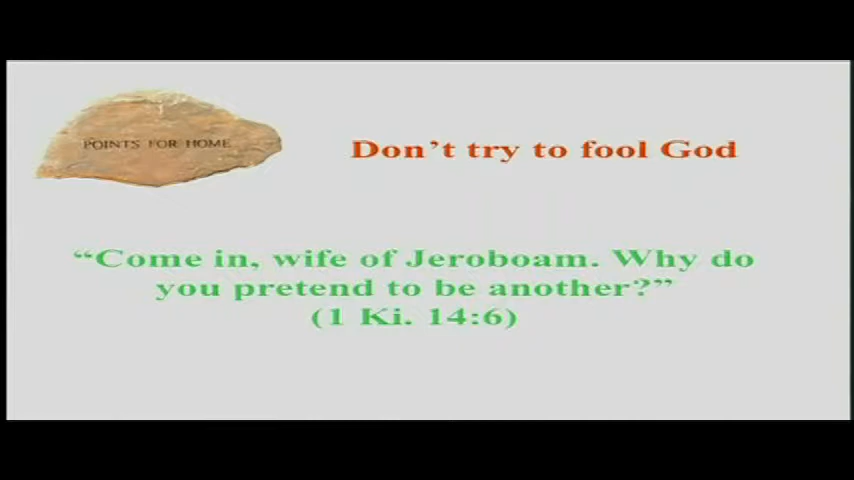 POINTS FOR HOME
Don't try to fool God
“Come in, wife of Jeroboam. Why do
you pretend to be another?”
(1 Ki. 14:6)